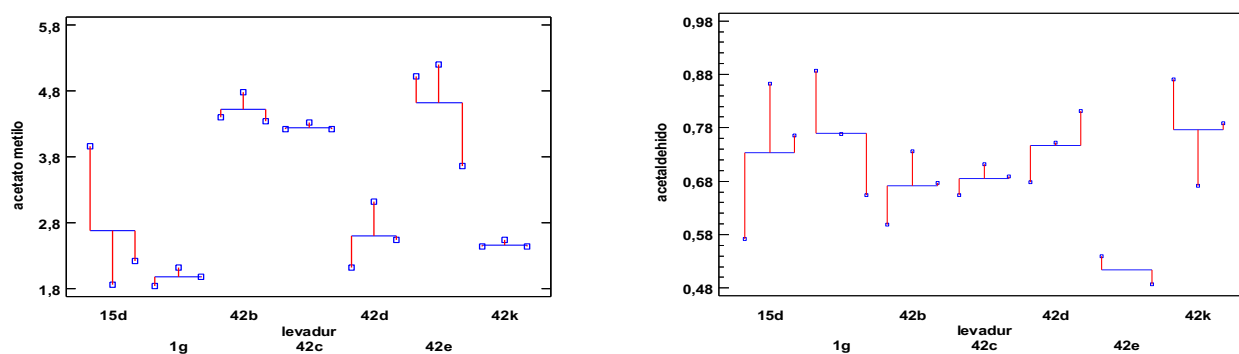 acetato metilo
5,8
4,8
3,8
2,8
1,8
15d 42b 42d 42k
levadur
1g 42c 42e
acetaldehido
0,98
0,88
0,78
0,68
0,58
0,48
15d 42b 42d 42k
levadur
1g 42c 42e